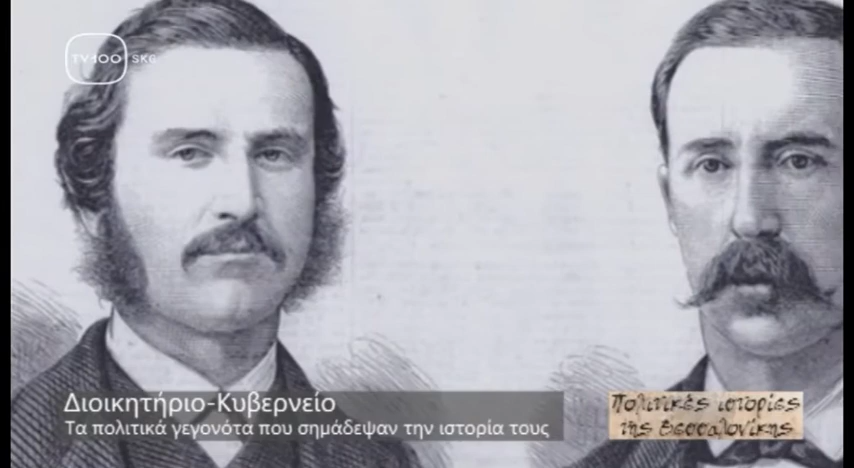 TV100 SKG
Διοικητήριο-Κυβερνείο
Τα πολιτικά γεγονότα που σημάδεψαν την ιστορία τους
Πολιτικές ιστορίες
της Θεσσαλονίκης